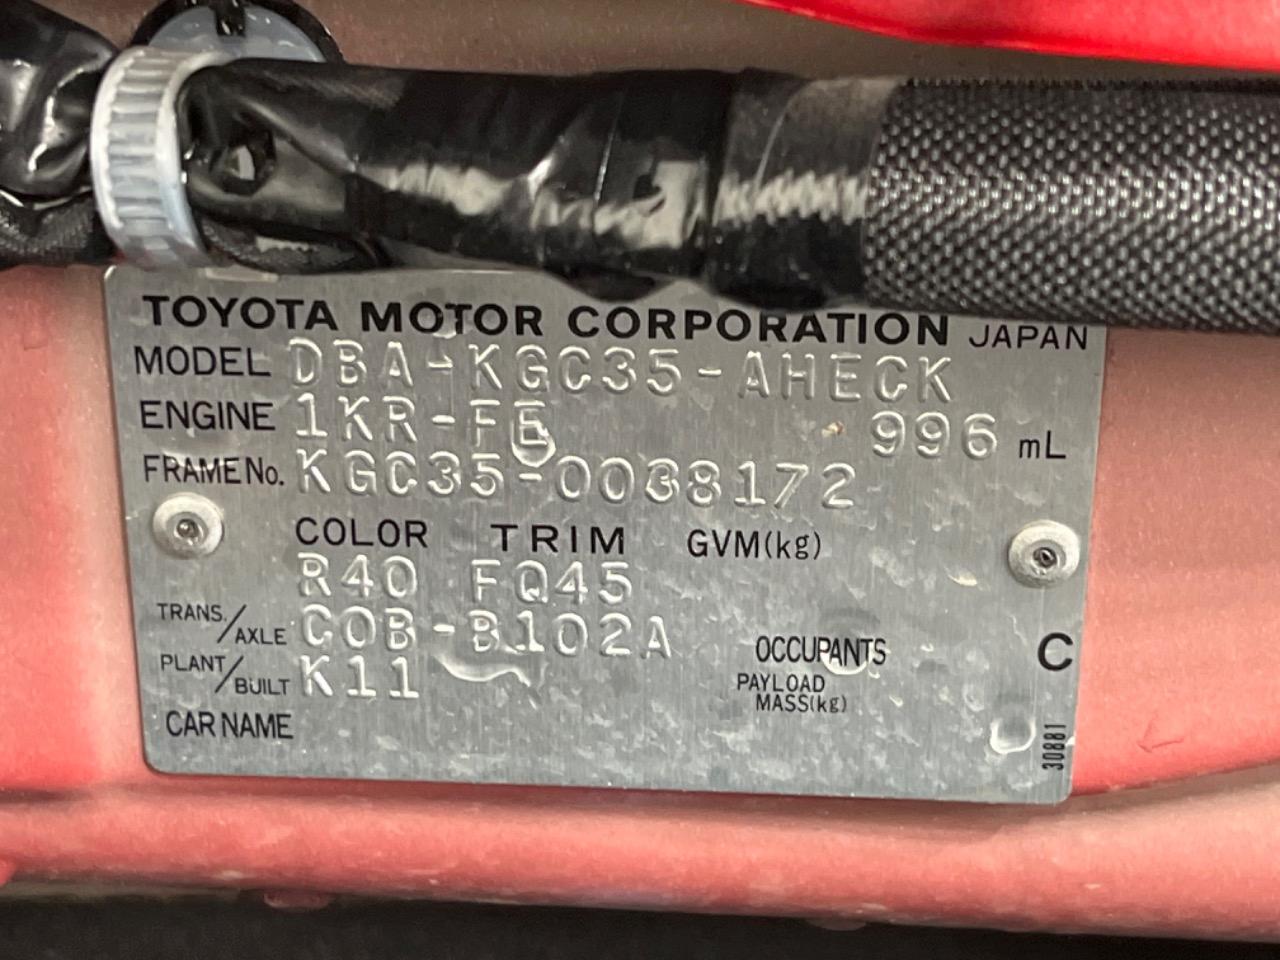 TOYOTA MOTOR CORPORATION JAPAN
MODEL DBA-KGC35-AHECK
ENGINE 1KR-FE 996 mL
FRAME No. KGC35-0038172
COLOR TRIM GVM(kg)
R40 FQ45
TRANS./AXLE C0B-B102A
OCCUPANTS C
PLANT/BUILT K11
PAYLOAD
MASS(kg)
CAR NAME
30881